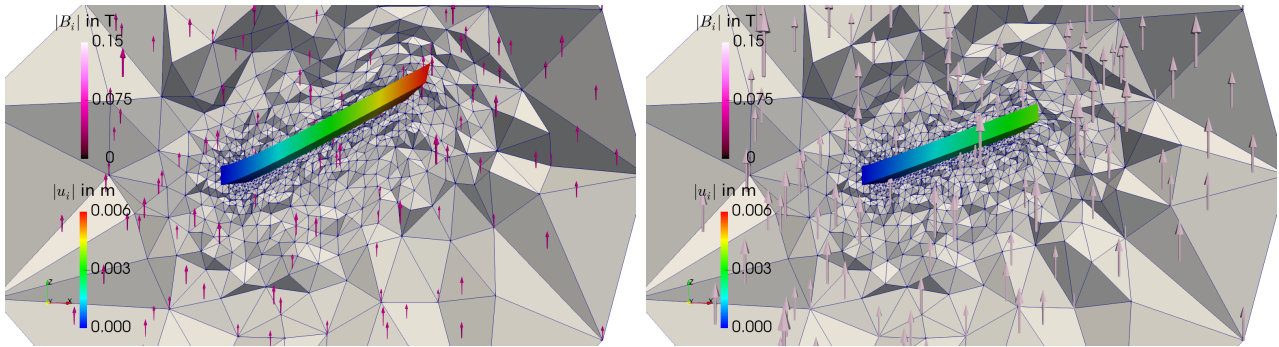 |B_i| in T
0.15
0.075
0
|u_i| in m
0.006
0.003
0.000
Z
Y
X
|B_i| in T
0.15
0.075
0
|u_i| in m
0.006
0.003
0.000
Z
Y
X